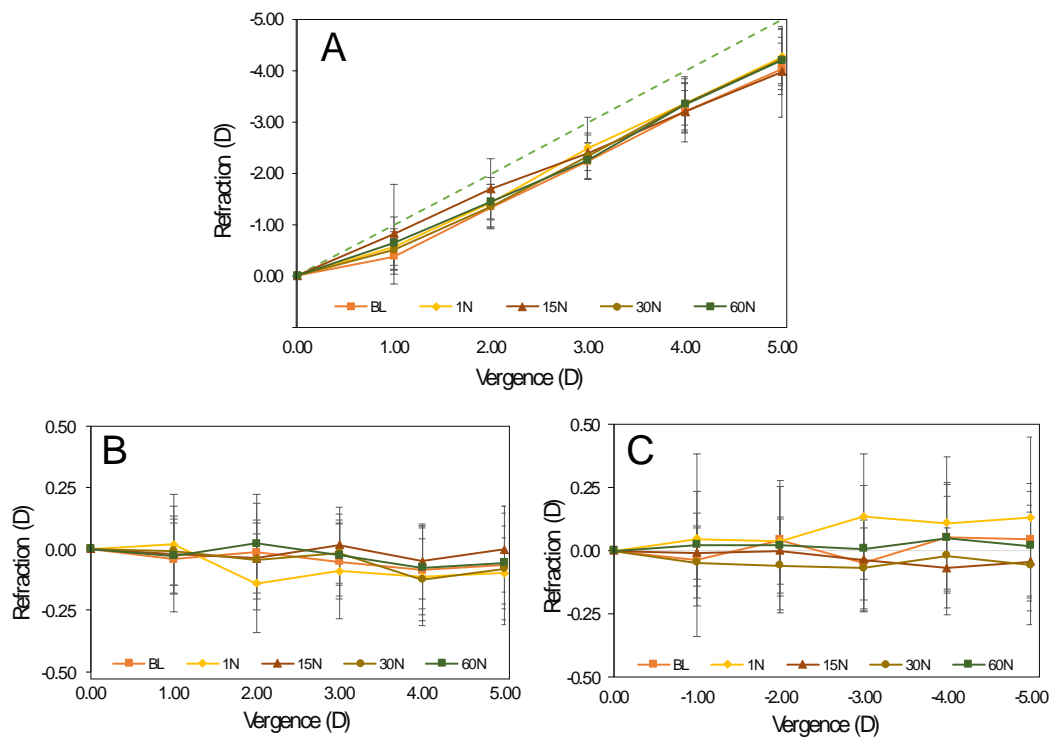 A
Refraction (D)
-5.00
-4.00
-3.00
-2.00
-1.00
0.00
BL 1N 15N 30N 60N
0.00 1.00 2.00 3.00 4.00 5.00
Vergence (D)
B
Refraction (D)
0.50
0.25
0.00
-0.25
-0.50
BL 1N 15N 30N 60N
0.00 1.00 2.00 3.00 4.00 5.00
Vergence (D)
C
Refraction (D)
0.50
0.25
0.00
-0.25
-0.50
BL 1N 15N 30N 60N
0.00 -1.00 -2.00 -3.00 -4.00 -5.00
Vergence (D)